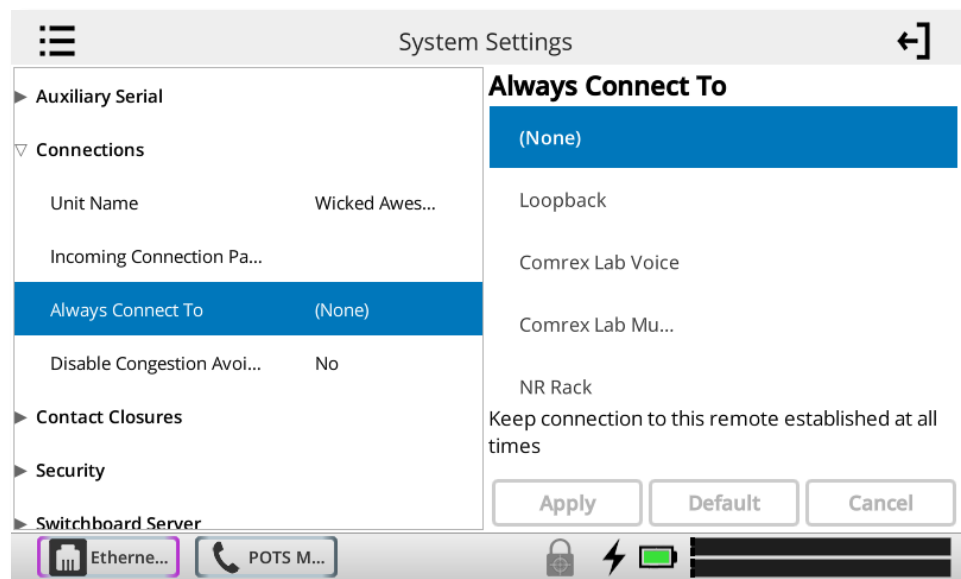 System Settings
Auxiliary Serial
Connections
Unit Name Wicked Awes...
Incoming Connection Pa...
Always Connect To (None)
Disable Congestion Avoi... No
Contact Closures
Security
Switchboard Server
Always Connect To
(None)
Loopback
Comrex Lab Voice
Comrex Lab Mu...
NR Rack
Keep connection to this remote established at all
times
Apply Default Cancel
Etherne... POTS M...